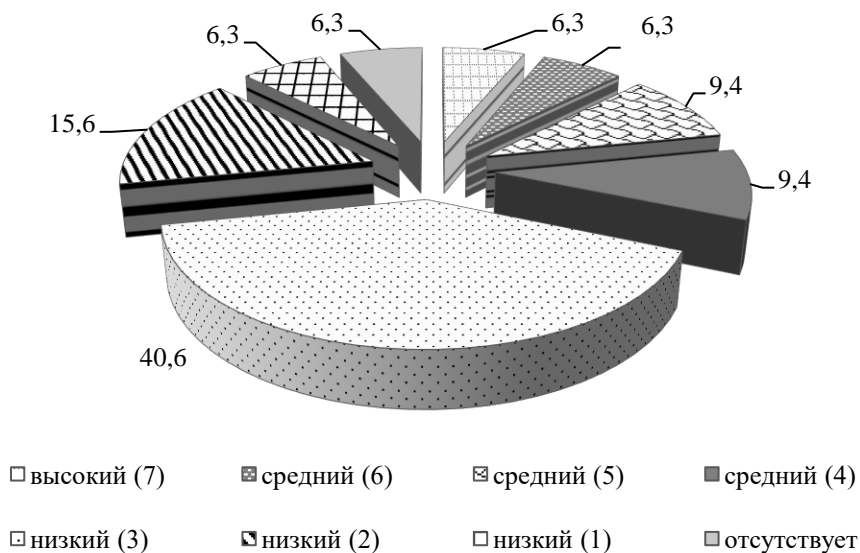 6,3 6,3 6,3 6,3
9,4
15,6
9,4
40,6
высокий (7) средний (6) средний (5) средний (4)
низкий (3) низкий (2) низкий (1) отсутствует